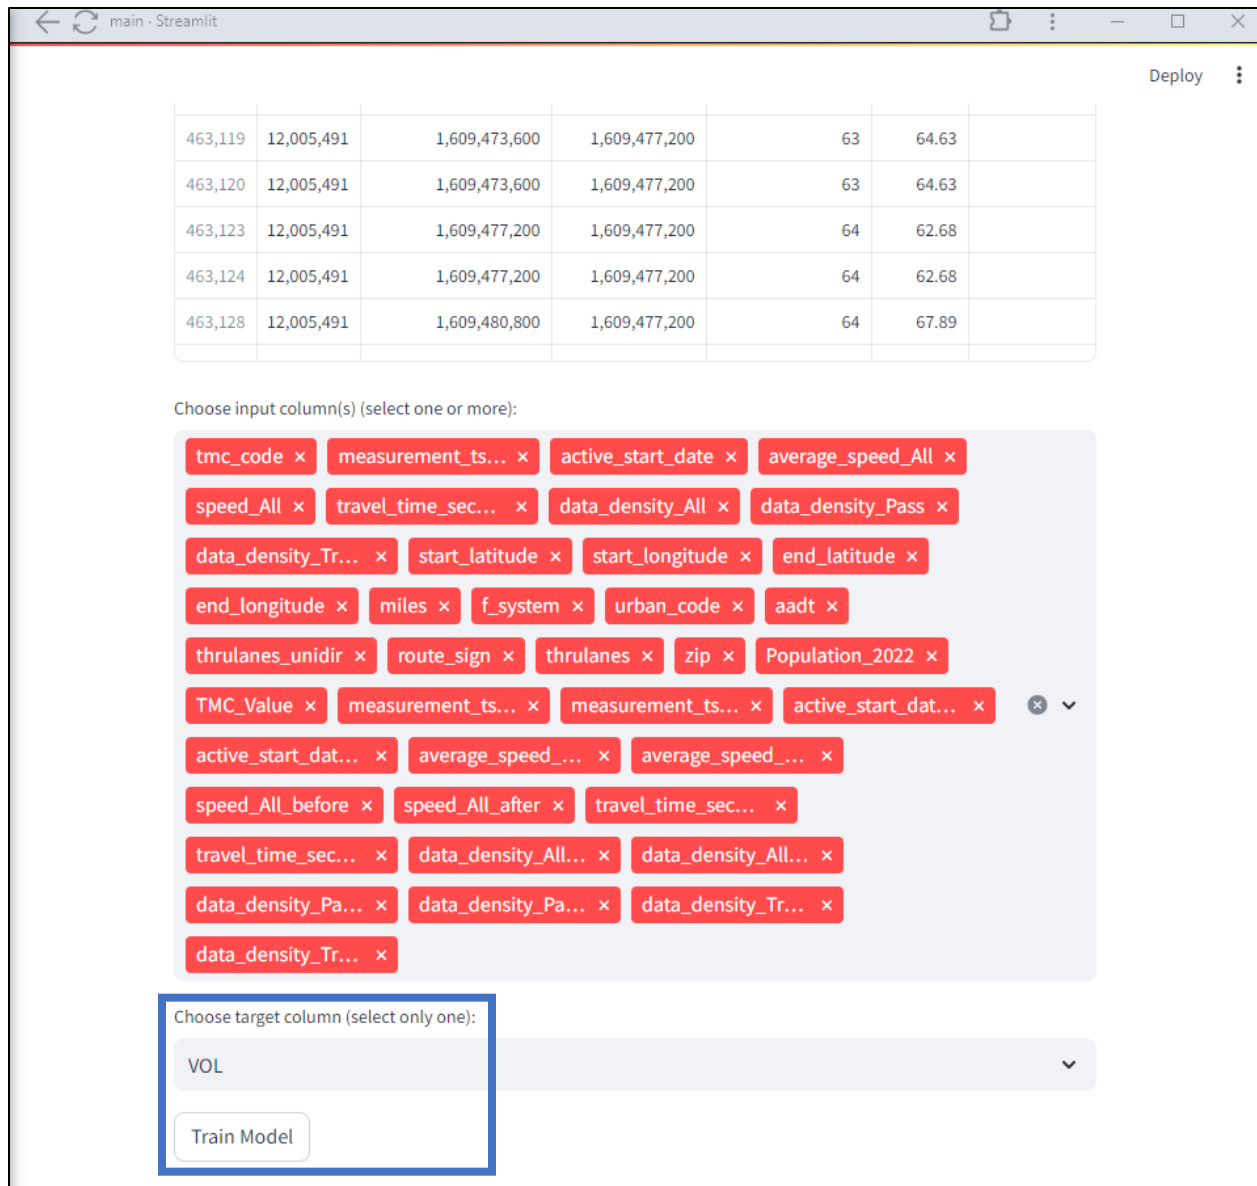 main - Streamlit
Deploy
463,119 12,005,491 1,609,473,600 1,609,477,200 63 64.63
463,120 12,005,491 1,609,473,600 1,609,477,200 63 64.63
463,123 12,005,491 1,609,477,200 1,609,477,200 64 62.68
463,124 12,005,491 1,609,477,200 1,609,477,200 64 62.68
463,128 12,005,491 1,609,480,800 1,609,477,200 64 67.89
Choose input column(s) (select one or more):
tmc_code × measurement_ts... × active_start_date × average_speed_All ×
speed_All × travel_time_sec... × data_density_All × data_density_Pass ×
data_density_Tr... × start_latitude × start_longitude × end_latitude ×
end_longitude × miles × f_system × urban_code × aadt ×
thrulanes_unidir × route_sign × thrulanes × zip × Population_2022 ×
TMC_Value × measurement_ts... × measurement_ts... × active_start_dat... ×
active_start_dat... × average_speed_... × average_speed_... ×
speed_All_before × speed_All_after × travel_time_sec... ×
travel_time_sec... × data_density_All... × data_density_All... ×
data_density_Pa... × data_density_Pa... × data_density_Tr... ×
data_density_Tr... ×
Choose target column (select only one):
VOL
Train Model